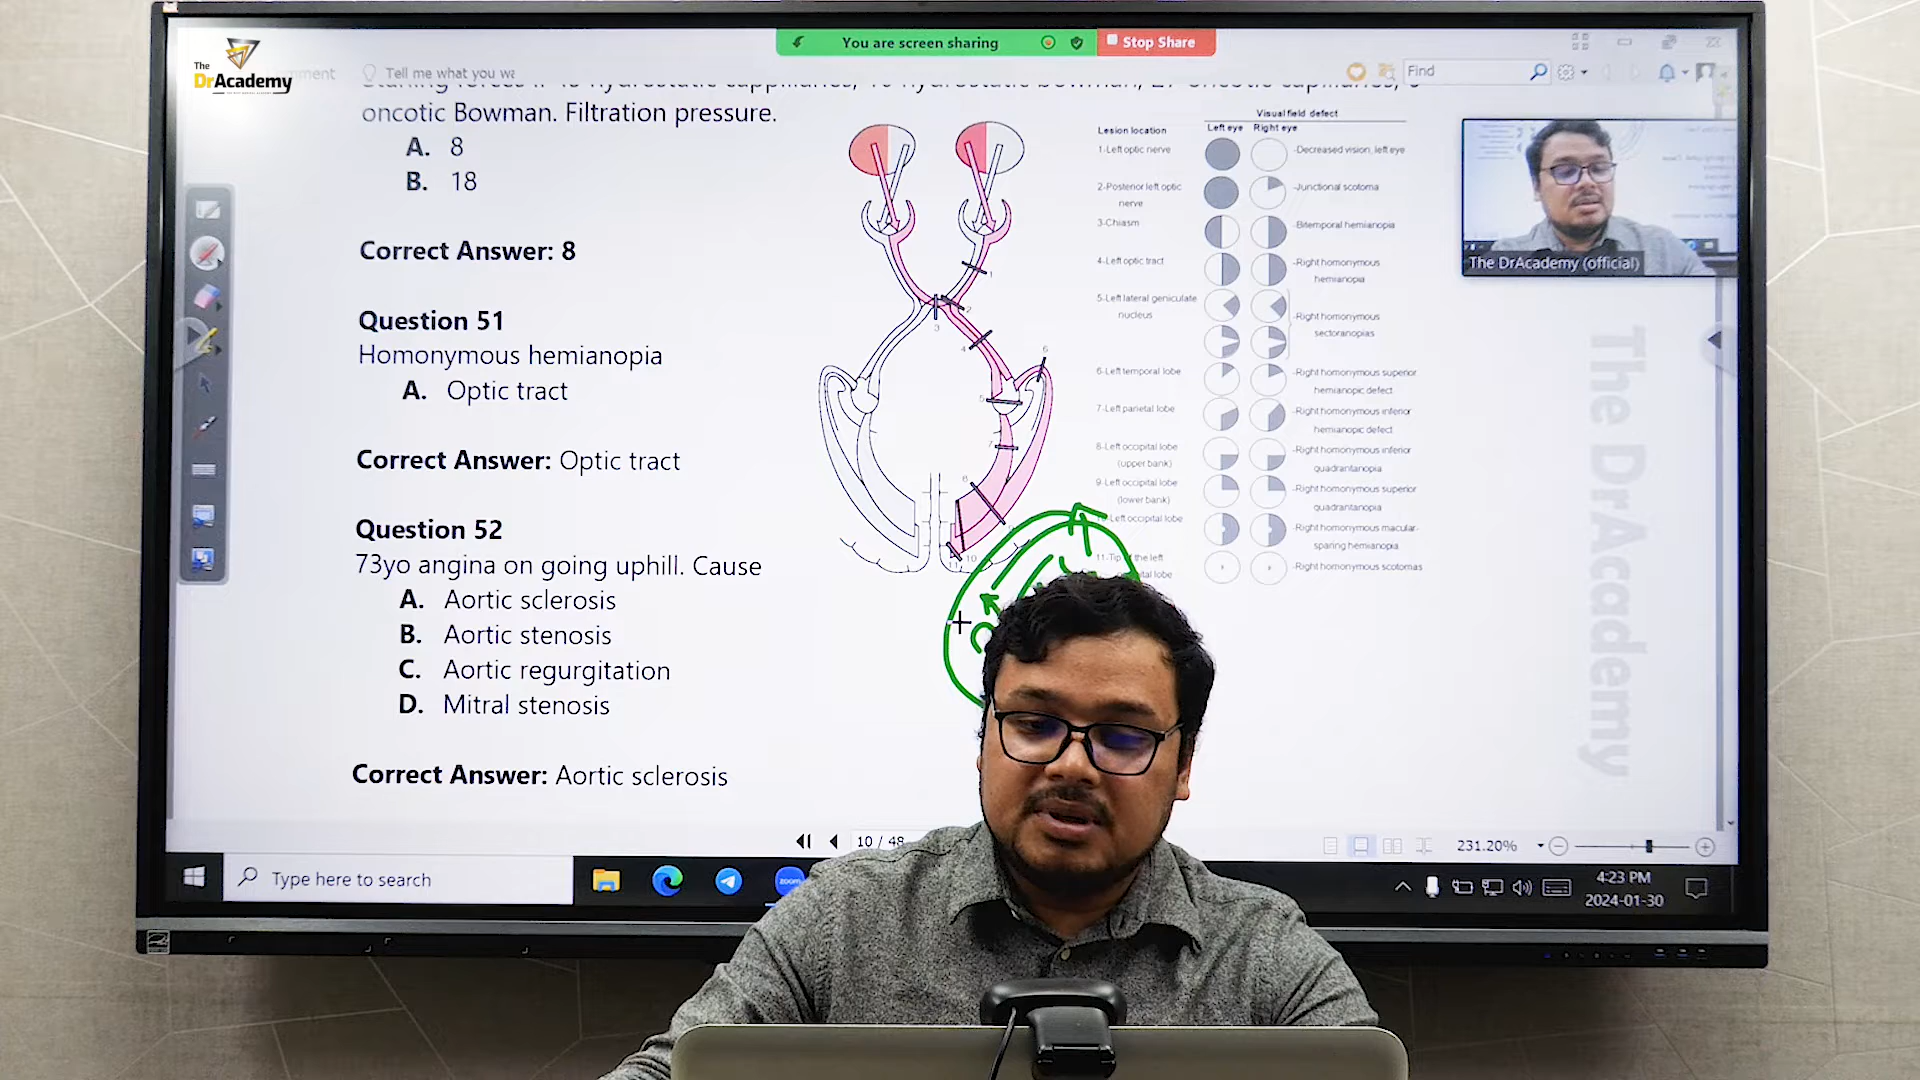 You are screen sharing
Stop Share
The
DrAcademy
Tell me what you wa
Find
oncotic Bowman. Filtration pressure.
A. 8
B. 18
Correct Answer: 8
Question 51
Homonymous hemianopia
A. Optic tract
Correct Answer: Optic tract
Question 52
73yo angina on going uphill. Cause
A. Aortic sclerosis
B. Aortic stenosis
C. Aortic regurgitation
D. Mitral stenosis
Correct Answer: Aortic sclerosis
Visual field defect
Lesion location
Left eye Right eye
1-Left optic nerve
-Decreased vision, left eye
2-Posterior left optic
nerve
-Junctional scotoma
3-Chiasm
-Bitemporal hemianopia
4-Left optic tract
-Right homonymous
hemianopia
5-Left lateral geniculate
nucleus
-Right homonymous
sectoranopias
6-Left temporal lobe
-Right homonymous superior
hemianopic defect
7-Left parietal lobe
-Right homonymous inferior
hemianopic defect
8-Left occipital lobe
(upper bank)
-Right homonymous inferior
quadrantanopia
9-Left occipital lobe
(lower bank)
-Right homonymous superior
quadrantanopia
Left occipital lobe
-Right homonymous macular-
sparing hemianopia
the left
lobe
-Right homonymous scotomas
The DrAcademy (official)
The DrAcademy
10 / 48
231.20%
Type here to search
zoom
4:23 PM
2024-01-30